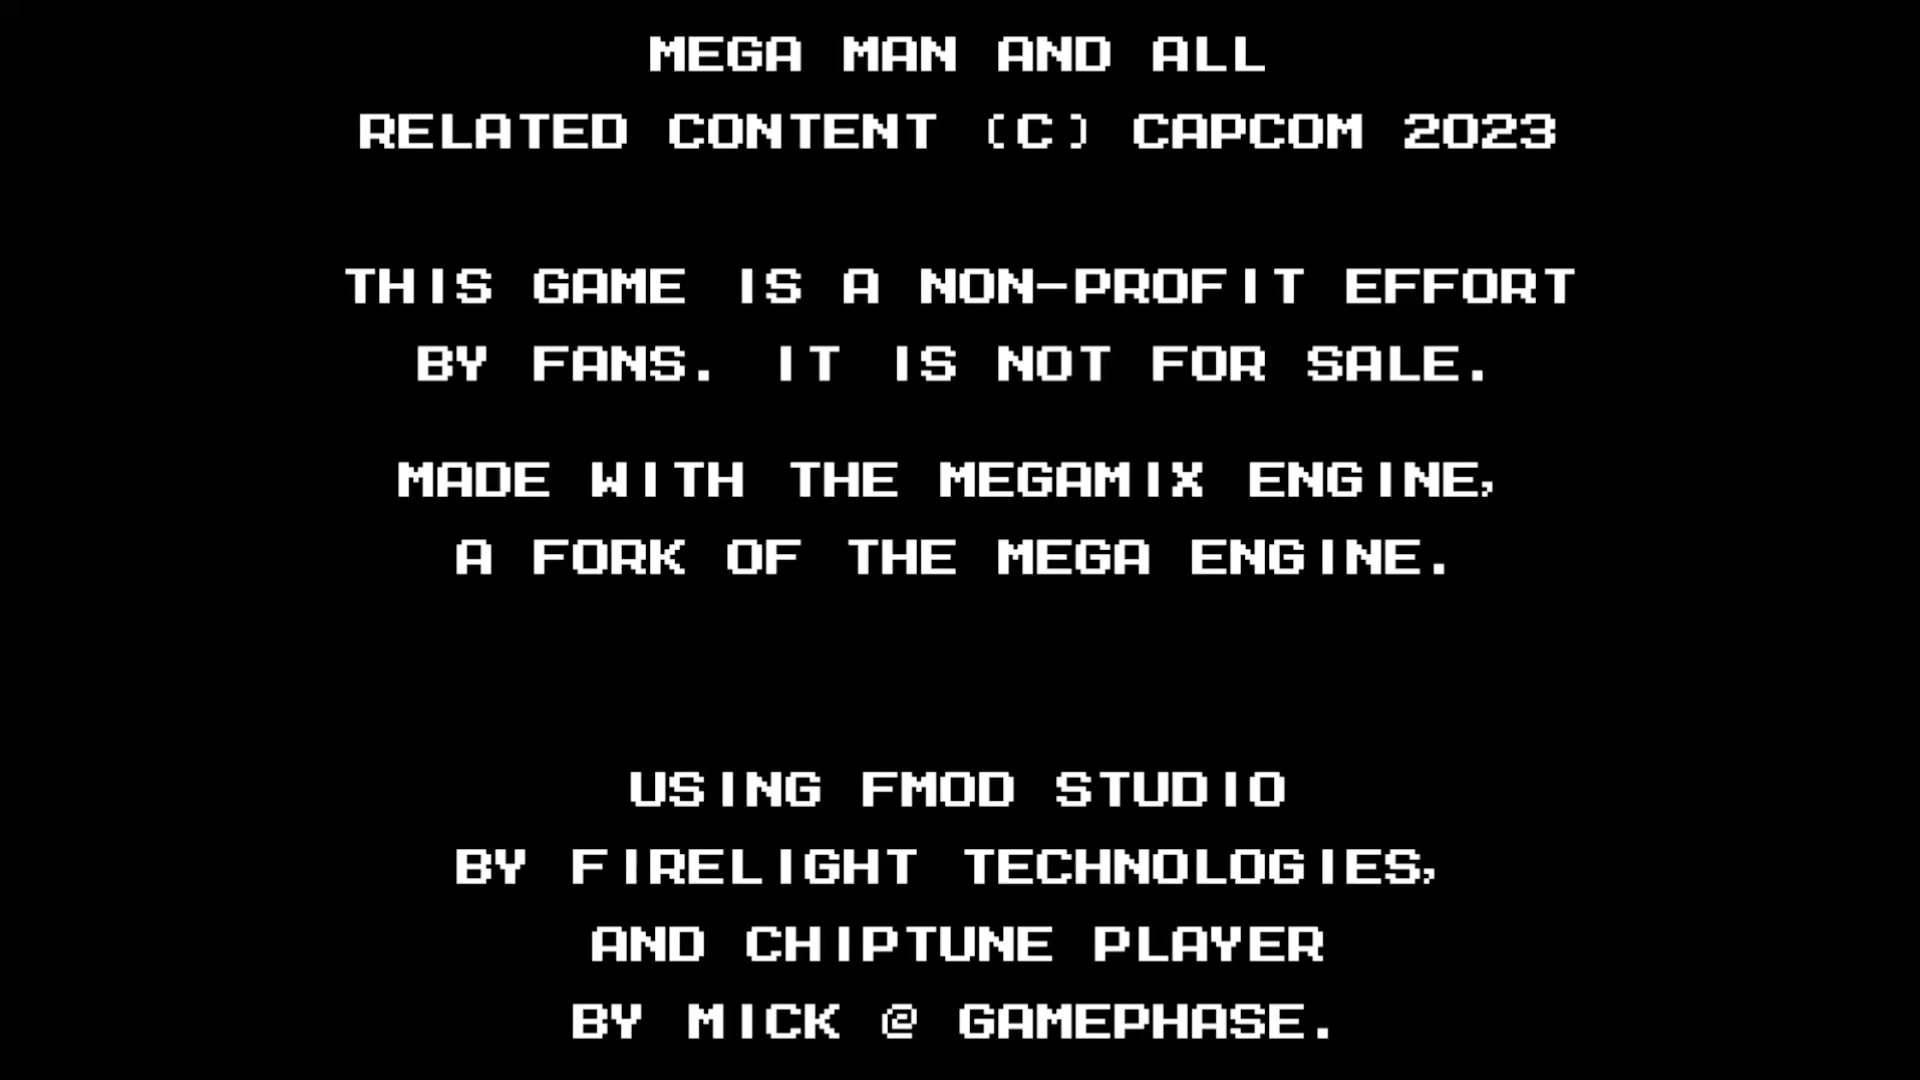 MEGA MAN AND ALL
RELATED CONTENT (C) CAPCOM 2023
THIS GAME IS A NON-PROFIT EFFORT
BY FANS. IT IS NOT FOR SALE.
MADE WITH THE MEGAMIX ENGINE,
A FORK OF THE MEGA ENGINE.
USING FMOD STUDIO
BY FIRELIGHT TECHNOLOGIES,
AND CHIPTUNE PLAYER
BY MICK @ GAMEPHASE.